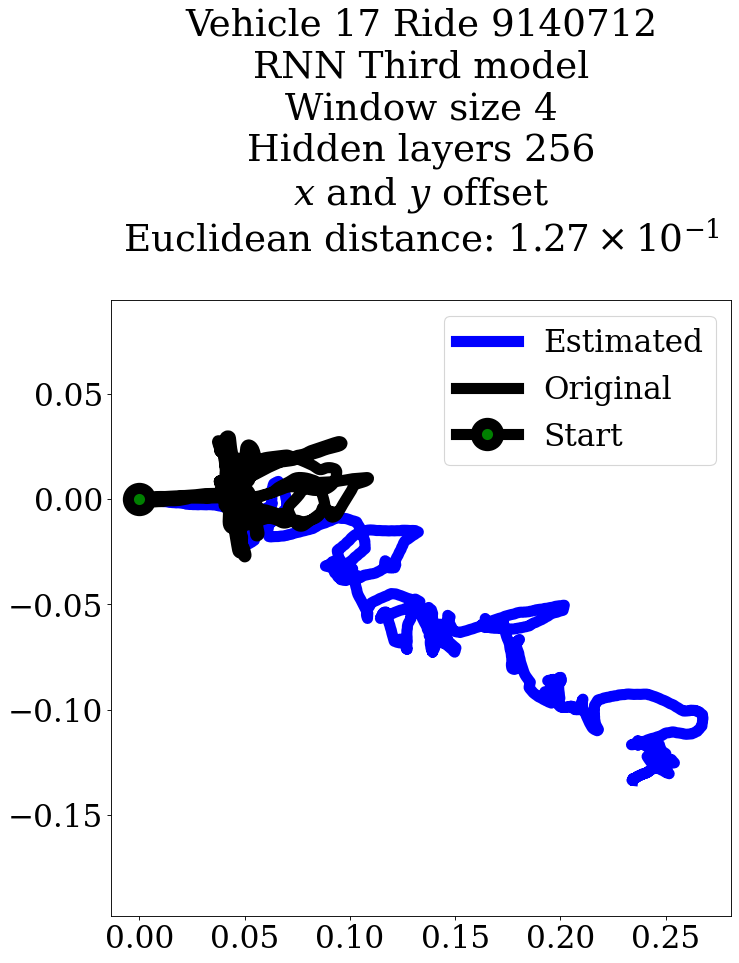 Vehicle 17 Ride 9140712
RNN Third model
Window size 4
Hidden layers 256
x and y offset
Euclidean distance: 1.27 × 10⁻¹
Estimated
Original
Start
0.05
0.00
−0.05
−0.10
−0.15
0.00 0.05 0.10 0.15 0.20 0.25